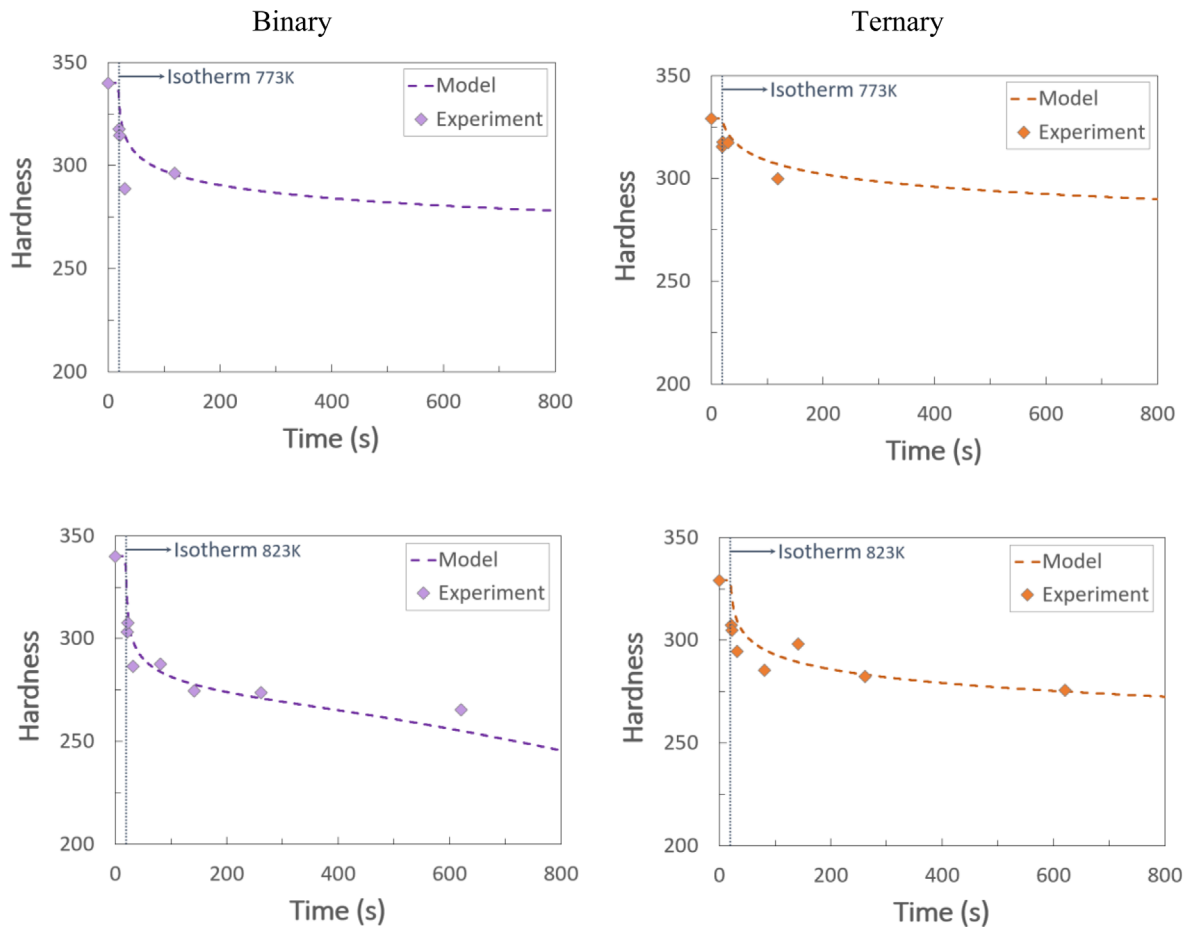 Binary
Ternary
350
300
250
200
Hardness
Isotherm 773K
Model
Experiment
0
200
400
600
800
Time (s)
350
300
250
200
Hardness
Isotherm 773K
Model
Experiment
0
200
400
600
800
Time (s)
350
300
250
200
Hardness
Isotherm 823K
Model
Experiment
0
200
400
600
800
Time (s)
350
300
250
200
Hardness
Isotherm 823K
Model
Experiment
0
200
400
600
800
Time (s)